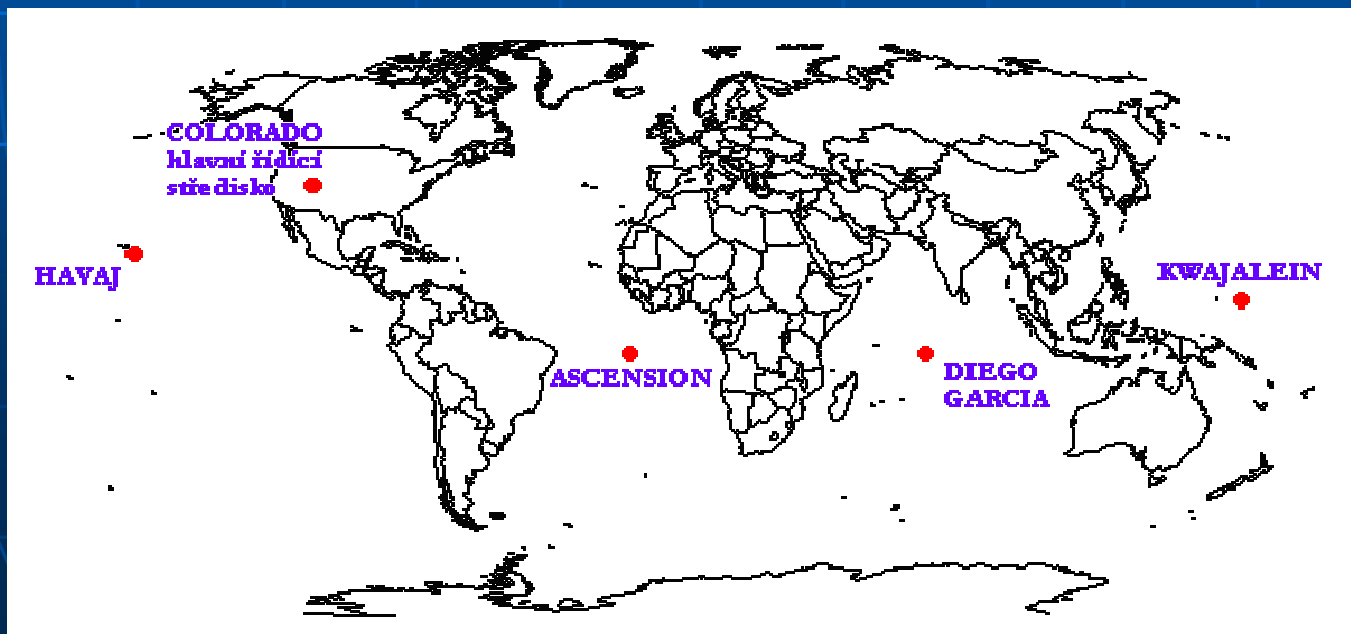 COLORADO
hlavní řídící
středisko
HAVAJ
KWAJALEIN
ASCENSION
DIEGO
GARCIA